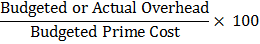 Budgeted or Actual Overhead
Budgeted Prime Cost
× 100